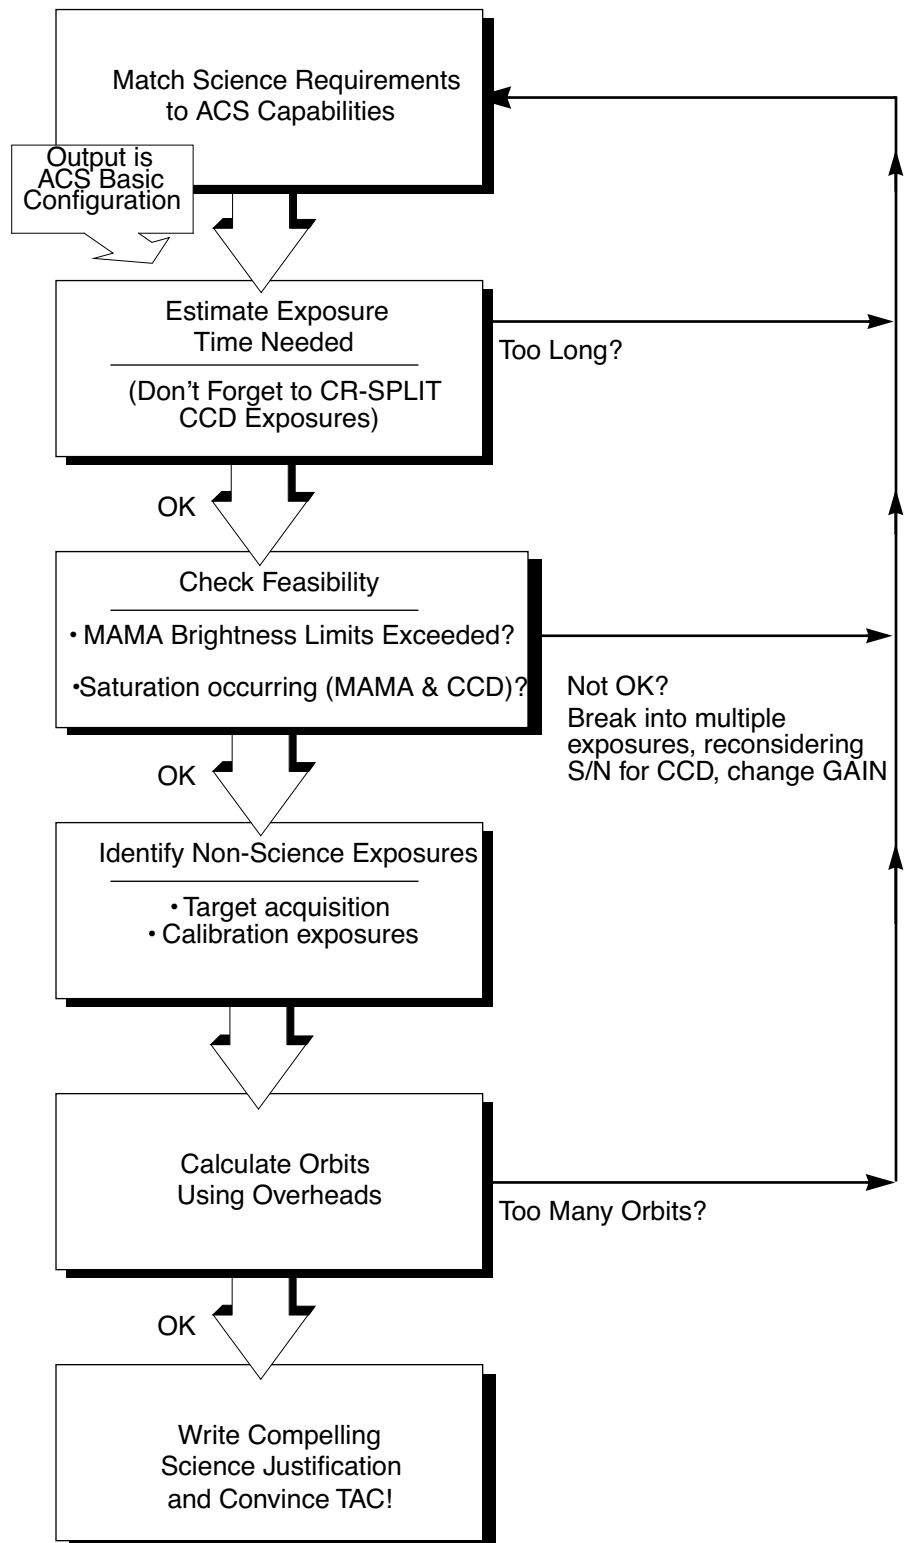 Match Science Requirements
to ACS Capabilities
Output is
ACS Basic
Configuration
Estimate Exposure
Time Needed
(Don't Forget to CR-SPLIT
CCD Exposures)
Too Long?
OK
Check Feasibility
• MAMA Brightness Limits Exceeded?
•Saturation occurring (MAMA & CCD)?
Not OK?
Break into multiple
exposures, reconsidering
S/N for CCD, change GAIN
OK
Identify Non-Science Exposures
• Target acquisition
• Calibration exposures
Calculate Orbits
Using Overheads
Too Many Orbits?
OK
Write Compelling
Science Justification
and Convince TAC!